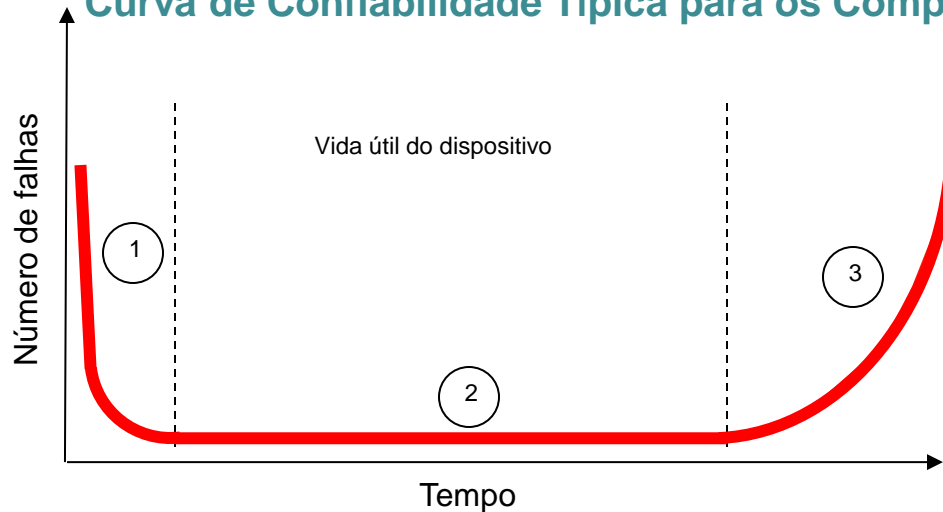 Curva de Confiabilidade Típica para os Comp
Número de falhas
Vida útil do dispositivo
1
2
3
Tempo